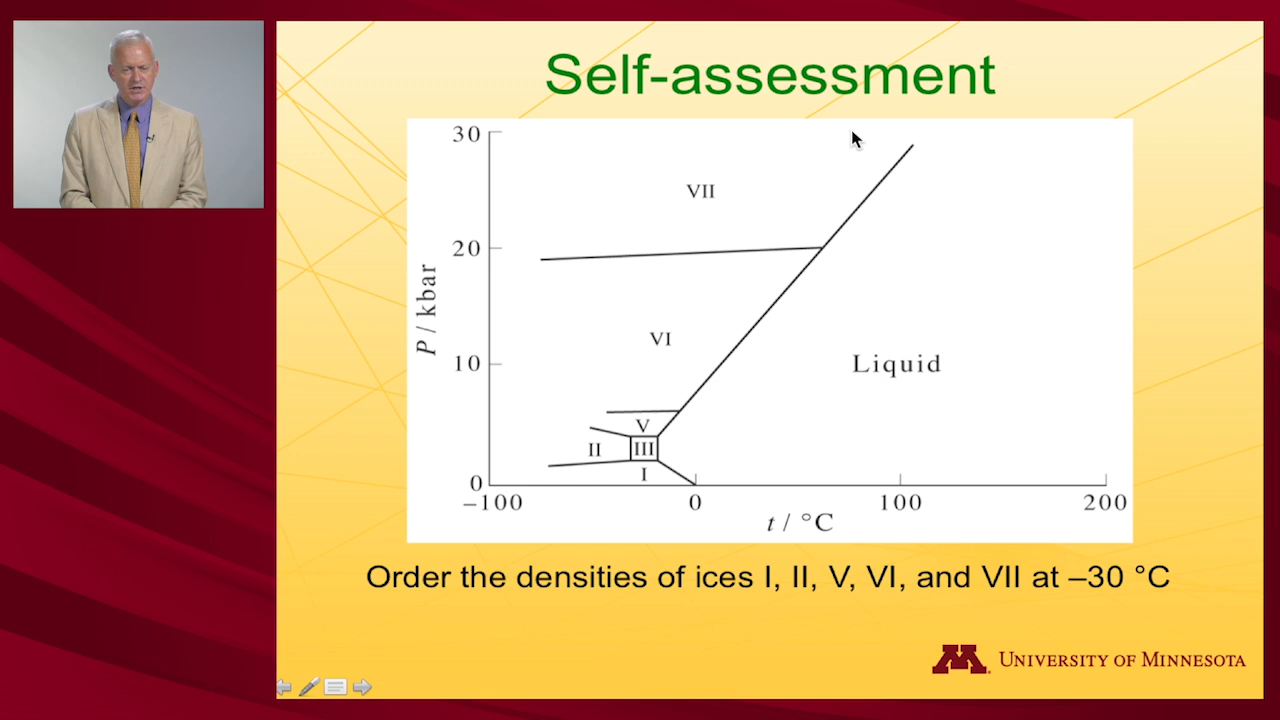 Self-assessment
30
VII
20
P / kbar
VI
10
Liquid
V
II
III
I
0
–100
0
100
200
t / °C
Order the densities of ices I, II, V, VI, and VII at –30 °C
M
UNIVERSITY OF MINNESOTA